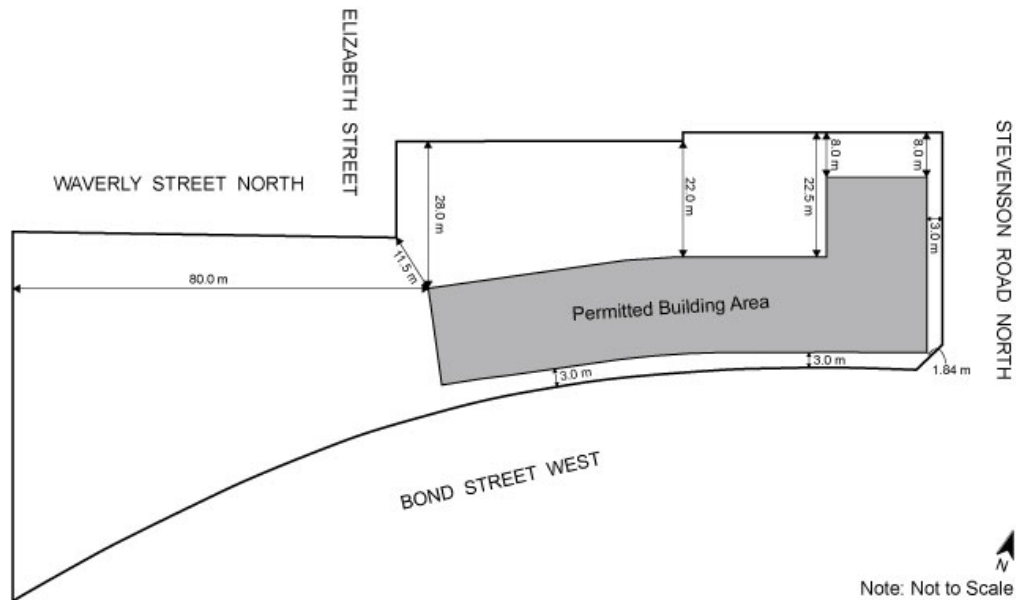 ELIZABETH STREET
WAVERLY STREET NORTH
STEVENSON ROAD NORTH
28.0 m
22.0 m
22.5 m
8.0 m
8.0 m
3.0 m
11.5 m
80.0 m
Permitted Building Area
3.0 m
3.0 m
1.84 m
BOND STREET WEST
N
Note: Not to Scale